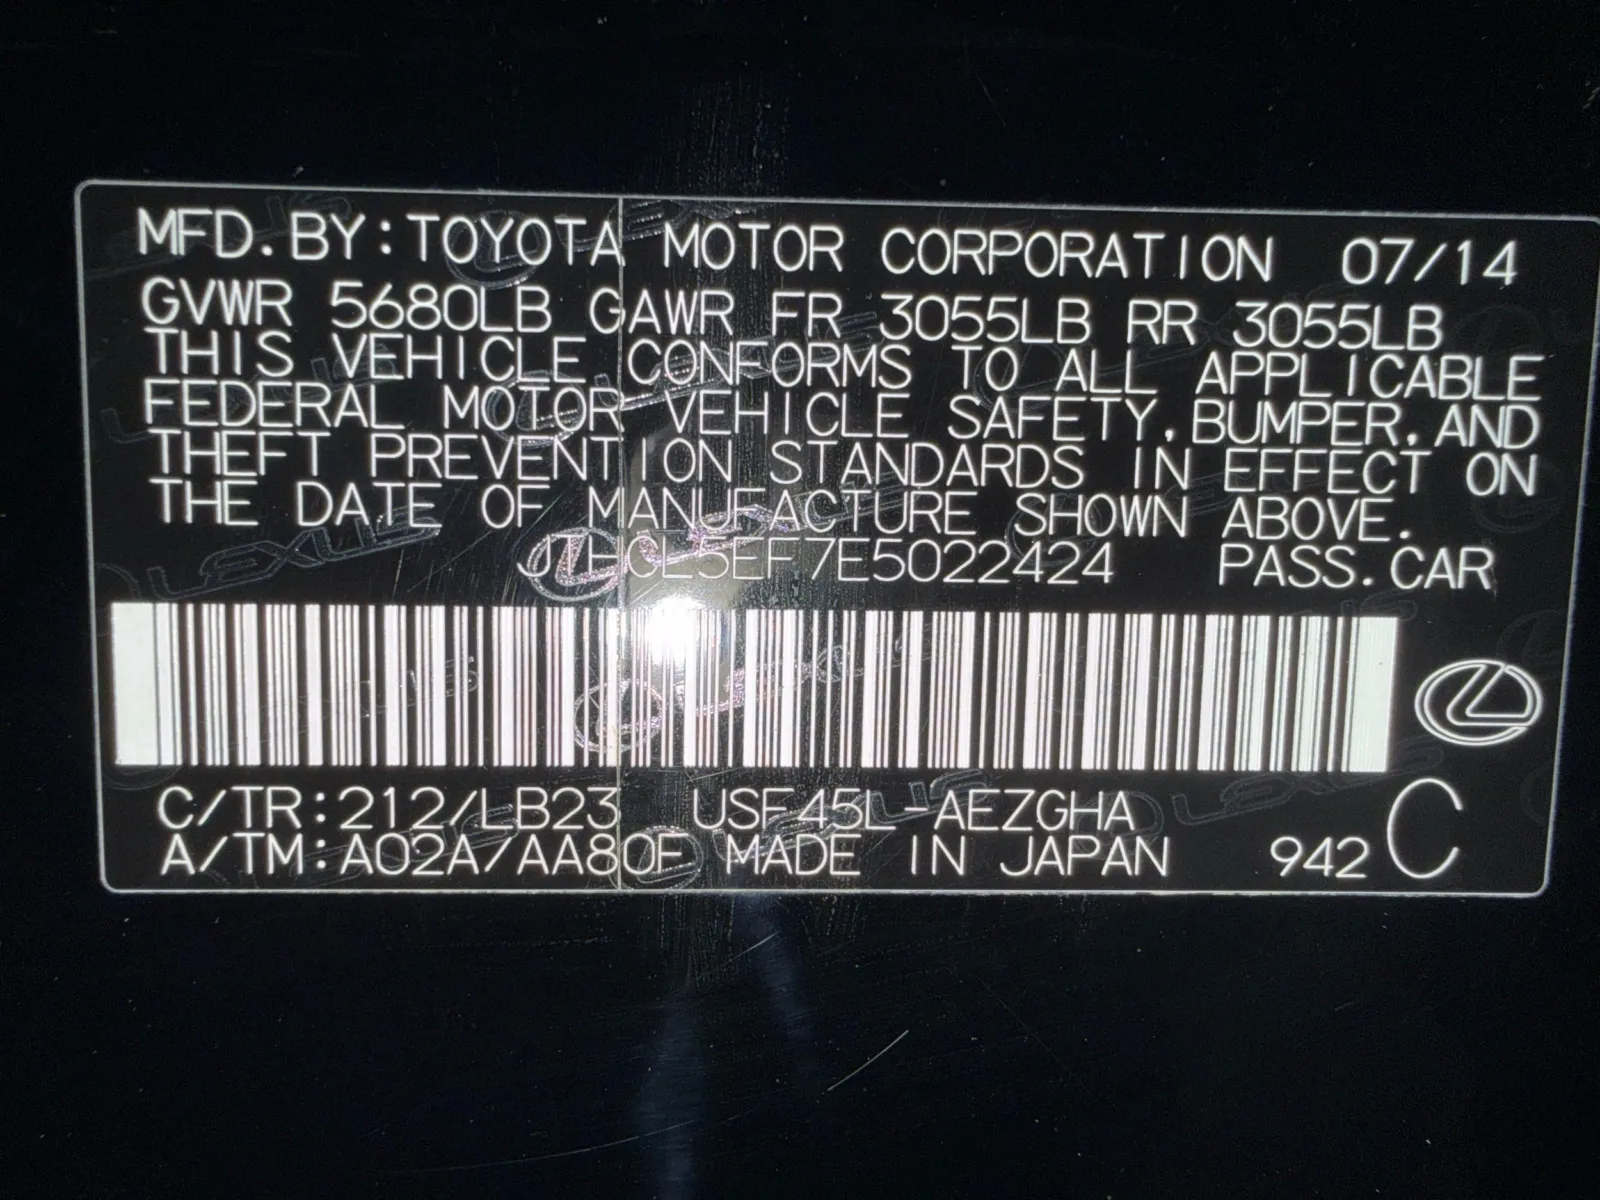 MFD.BY:TOYOTA MOTOR CORPORATION 07/14
GVWR 5680LB GAWR FR 3055LB RR 3055LB
THIS VEHICLE CONFORMS TO ALL APPLICABLE
FEDERAL MOTOR VEHICLE SAFETY,BUMPER,AND
THEFT PREVENTION STANDARDS IN EFFECT ON
THE DATE OF MANUFACTURE SHOWN ABOVE.
JTHCL5EF7E5022424 PASS.CAR
C/TR:212/LB23 USF45L-AEZGHA
A/TM:A02A/AA80F MADE IN JAPAN 942 C